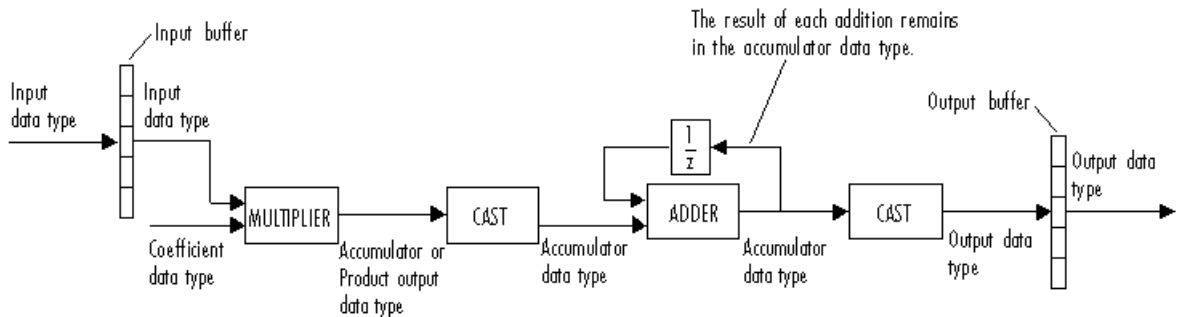 The result of each addition remains
in the accumulator data type.
Input buffer
Input
data type
Input
data type
Output buffer
1
z
Output data
type
MULTIPLIER
CAST
ADDER
CAST
Coefficient
data type
Accumulator or
Product output
data type
Accumulator
data type
Accumulator
data type
Output data
type